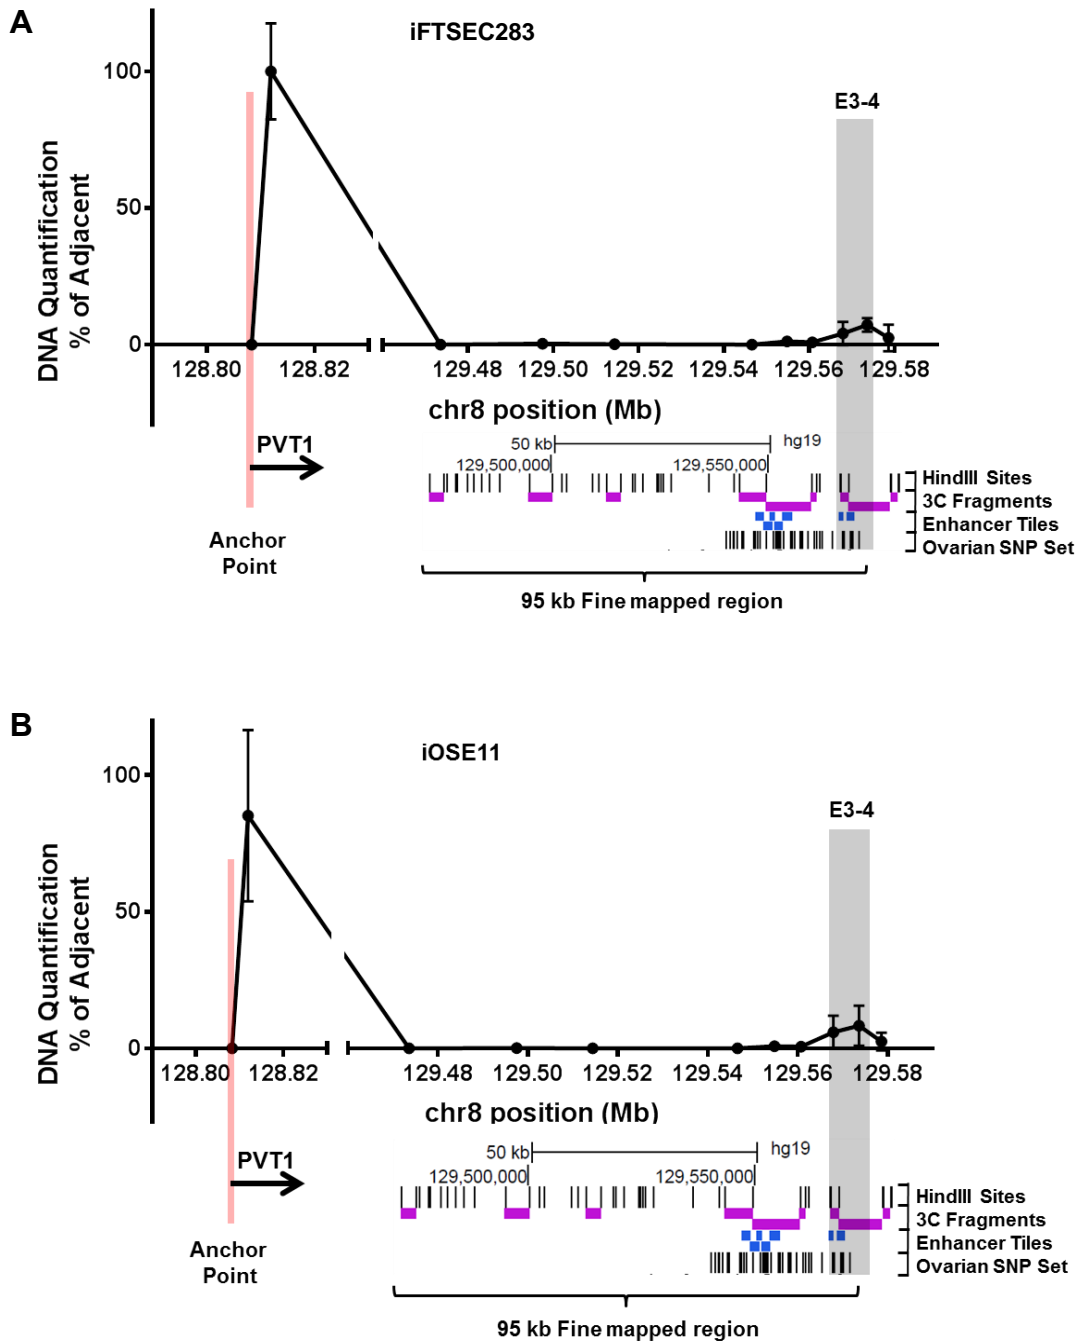 A
iFTSEC283
DNA Quantification
% of Adjacent
100
50
0
E3-4
128.80 128.82 129.48 129.50 129.52 129.54 129.56 129.58
chr8 position (Mb)
PVT1
50 kb hg19
129,500,000 129,550,000
HindIII Sites
3C Fragments
Enhancer Tiles
Ovarian SNP Set
Anchor
Point
95 kb Fine mapped region
B
iOSE11
DNA Quantification
% of Adjacent
100
50
0
E3-4
128.80 128.82 129.48 129.50 129.52 129.54 129.56 129.58
chr8 position (Mb)
PVT1
50 kb hg19
129,500,000 129,550,000
HindIII Sites
3C Fragments
Enhancer Tiles
Ovarian SNP Set
Anchor
Point
95 kb Fine mapped region